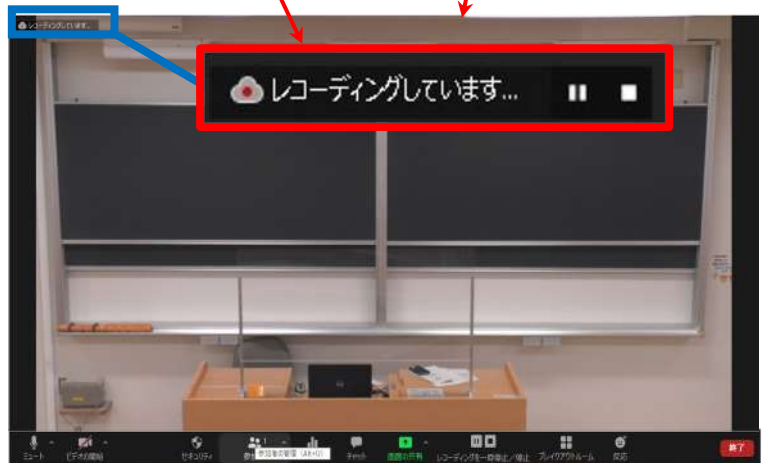 レコーディングしています...
レコーディングしています...
ミュート
ビデオの開始
セキュリティ
1
参加者の管理 (Alt+U)
チャット
画面の共有
レコーディングを一時停止/停止
ブレイクアウトルーム
反応
終了